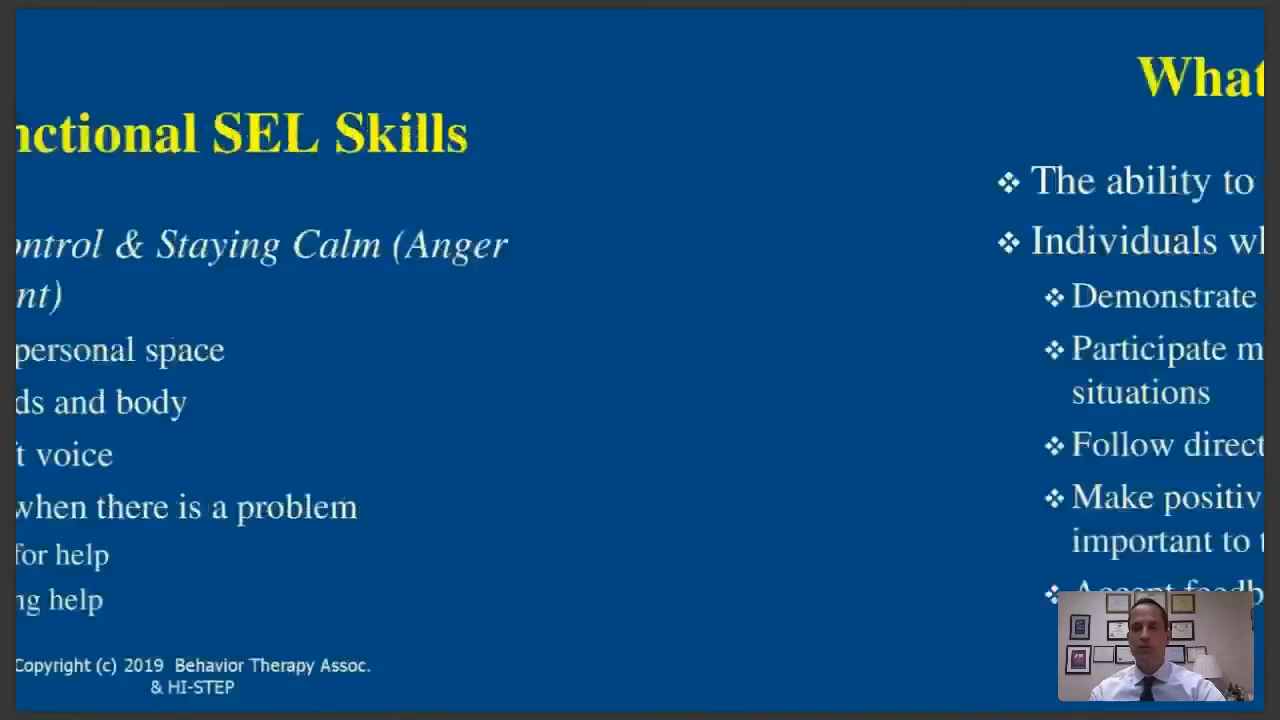 nctional SEL Skills
ontrol & Staying Calm (Anger
nt)
personal space
ds and body
t voice
when there is a problem
for help
ng help
Copyright (c) 2019 Behavior Therapy Assoc.
& HI-STEP
What
❖ The ability to
❖ Individuals wh
❖ Demonstrate
❖ Participate m
situations
❖ Follow direct
❖ Make positiv
important to t
❖ Accept feedb